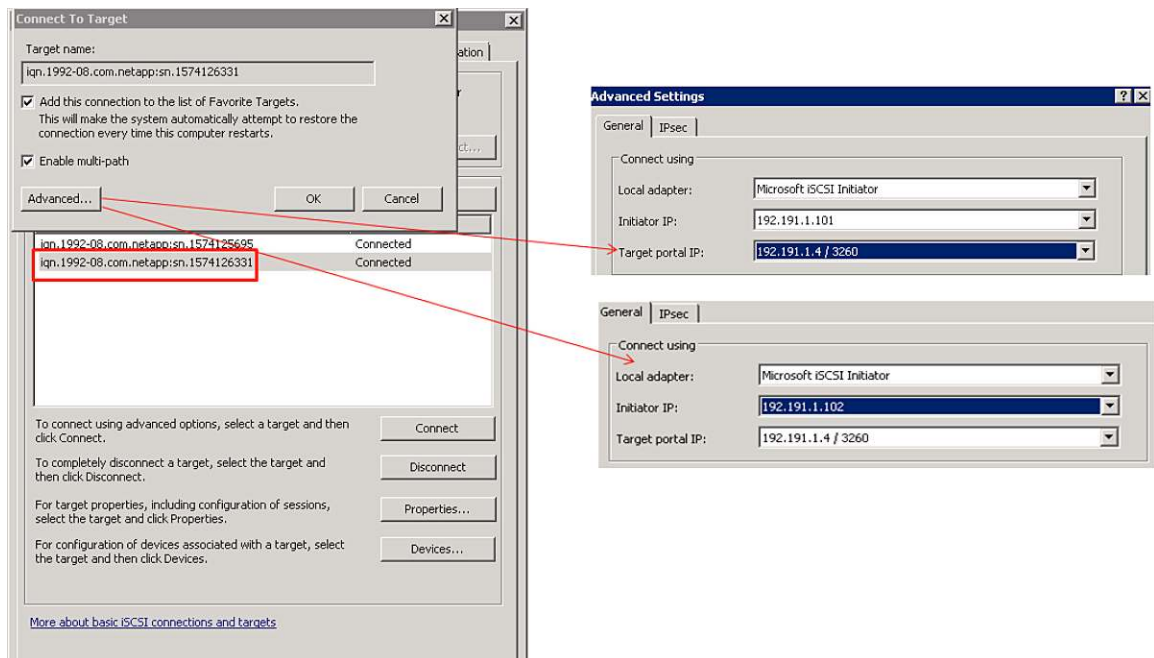 Connect To Target
Target name:
iqn.1992-08.com.netapp:sn.1574126331
Add this connection to the list of Favorite Targets.
This will make the system automatically attempt to restore the
connection every time this computer restarts.
Enable multi-path
Advanced...
OK
Cancel
ation
r
ct...
iqn.1992-08.com.netapp:sn.1574125695 Connected
iqn.1992-08.com.netapp:sn.1574126331 Connected
To connect using advanced options, select a target and then
click Connect.
Connect
To completely disconnect a target, select the target and
then click Disconnect.
Disconnect
For target properties, including configuration of sessions,
select the target and click Properties.
Properties...
For configuration of devices associated with a target, select
the target and then click Devices.
Devices...
More about basic iSCSI connections and targets
Advanced Settings
General IPsec
Connect using
Local adapter: Microsoft iSCSI Initiator
Initiator IP: 192.191.1.101
Target portal IP: 192.191.1.4 / 3260
General IPsec
Connect using
Local adapter: Microsoft iSCSI Initiator
Initiator IP: 192.191.1.102
Target portal IP: 192.191.1.4 / 3260